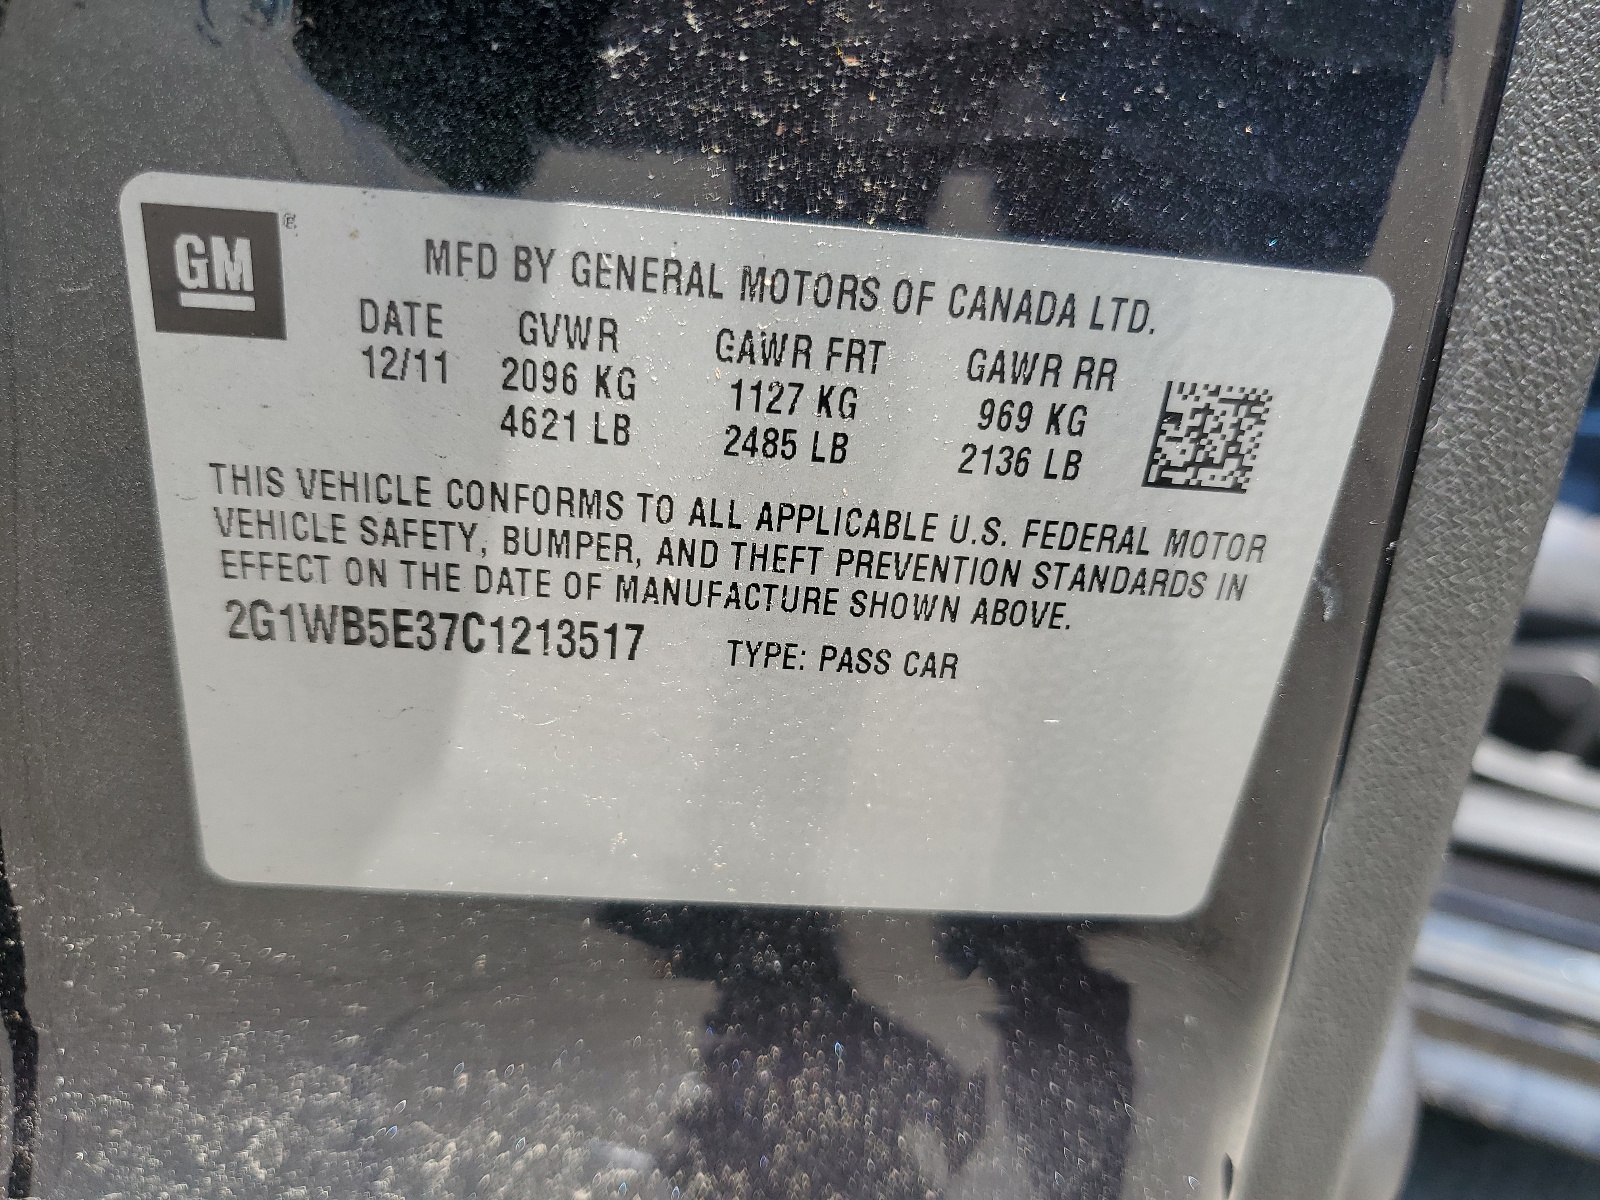 GM
MFD BY GENERAL MOTORS OF CANADA LTD.
DATE GVWR GAWR FRT GAWR RR
12/11 2096 KG 1127 KG 969 KG
4621 LB 2485 LB 2136 LB
THIS VEHICLE CONFORMS TO ALL APPLICABLE U.S. FEDERAL MOTOR
VEHICLE SAFETY, BUMPER, AND THEFT PREVENTION STANDARDS IN
EFFECT ON THE DATE OF MANUFACTURE SHOWN ABOVE.
2G1WB5E37C1213517 TYPE: PASS CAR